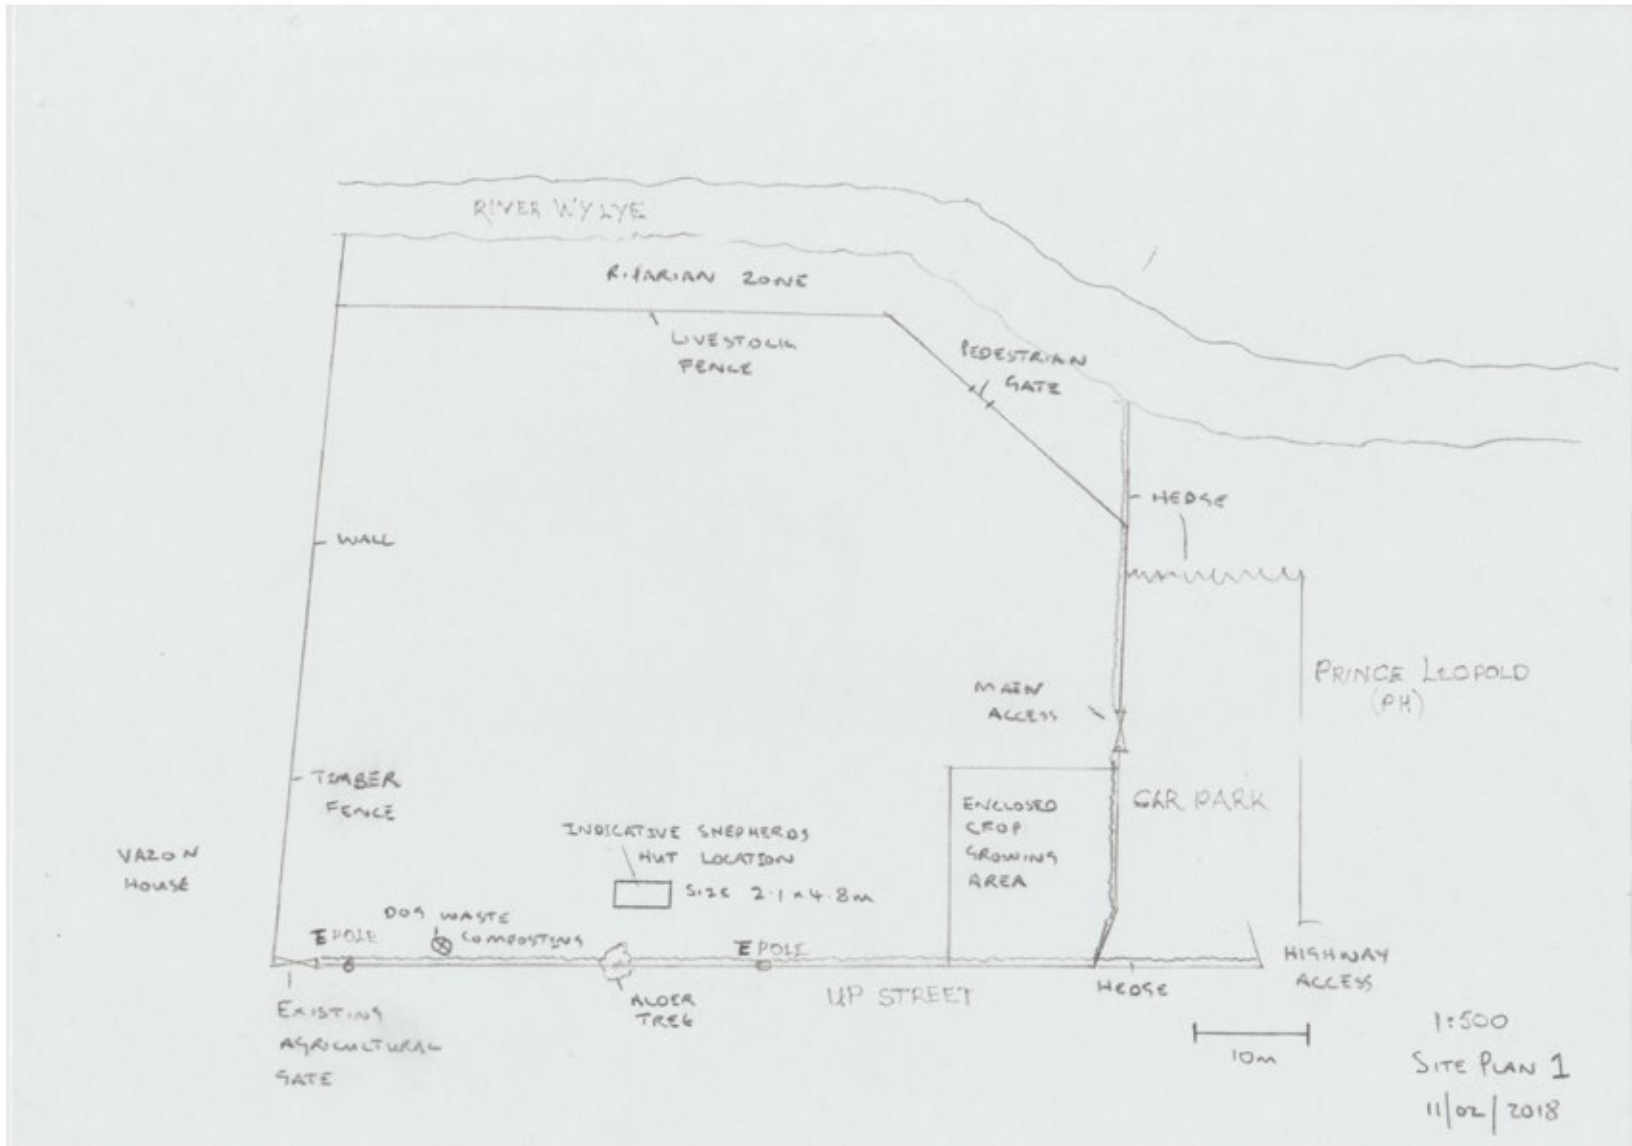 RIVER WYLYE
RIPARIAN ZONE
LIVESTOCK
FENCE
PEDESTRIAN
GATE
HEDGE
WALL
MAIN
ACCESS
PRINCE LEOPOLD
(PH)
TIMBER
FENCE
ENCLOSED
CROP
GROWING
AREA
CAR PARK
INDICATIVE SHEPHERDS
HUT LOCATION
SIZE 2.1 x 4.8m
VAZON
HOUSE
DOG WASTE
COMPOSTING
E POLE
E POLE
HIGHWAY
ACCESS
UP STREET
HEDGE
ALDER
TREE
EXISTING
AGRICULTURAL
GATE
10m
1:500
SITE PLAN 1
11/02/2018